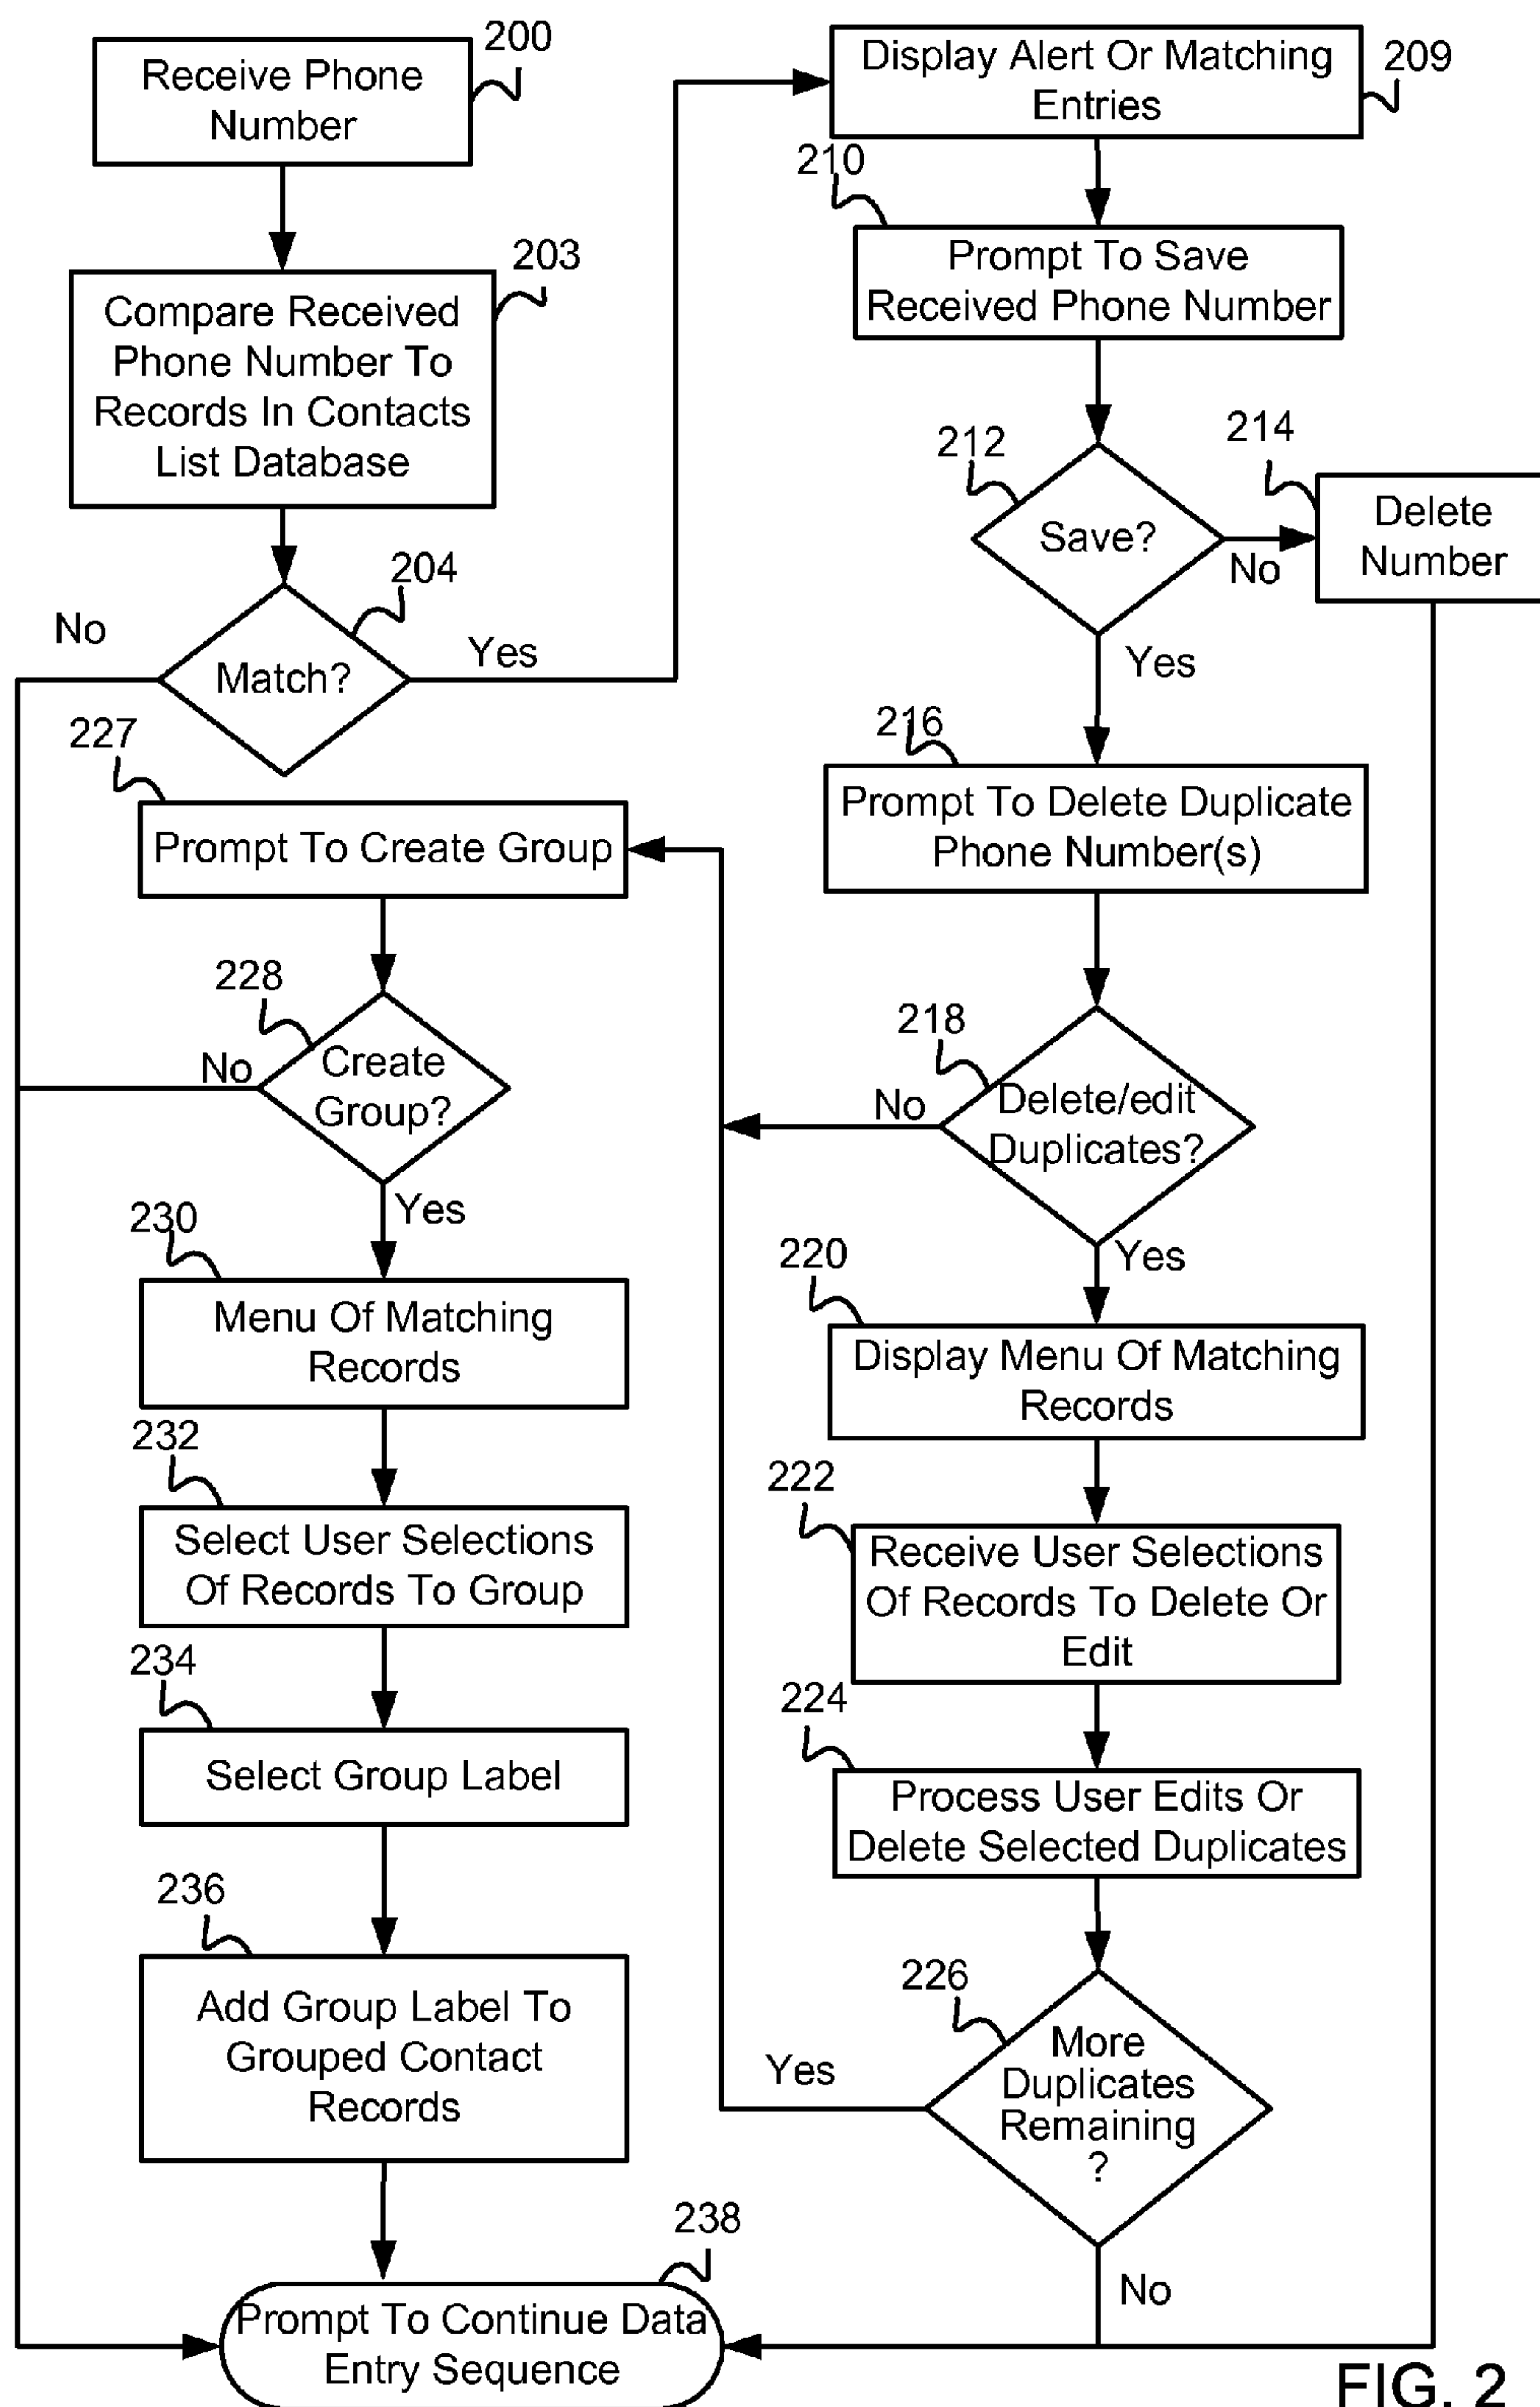 200
Receive Phone
Number
203
Compare Received
Phone Number To
Records In Contacts
List Database
204
No
Match?
Yes
209
Display Alert Or Matching
Entries
210
Prompt To Save
Received Phone Number
212
Save?
No
Yes
214
Delete
Number
216
Prompt To Delete Duplicate
Phone Number(s)
218
Delete/edit
Duplicates?
No
Yes
220
Display Menu Of Matching
Records
222
Receive User Selections
Of Records To Delete Or
Edit
224
Process User Edits Or
Delete Selected Duplicates
226
More
Duplicates
Remaining
?
Yes
No
227
Prompt To Create Group
228
Create
Group?
No
Yes
230
Menu Of Matching
Records
232
Select User Selections
Of Records To Group
234
Select Group Label
236
Add Group Label To
Grouped Contact
Records
238
Prompt To Continue Data
Entry Sequence
FIG. 2